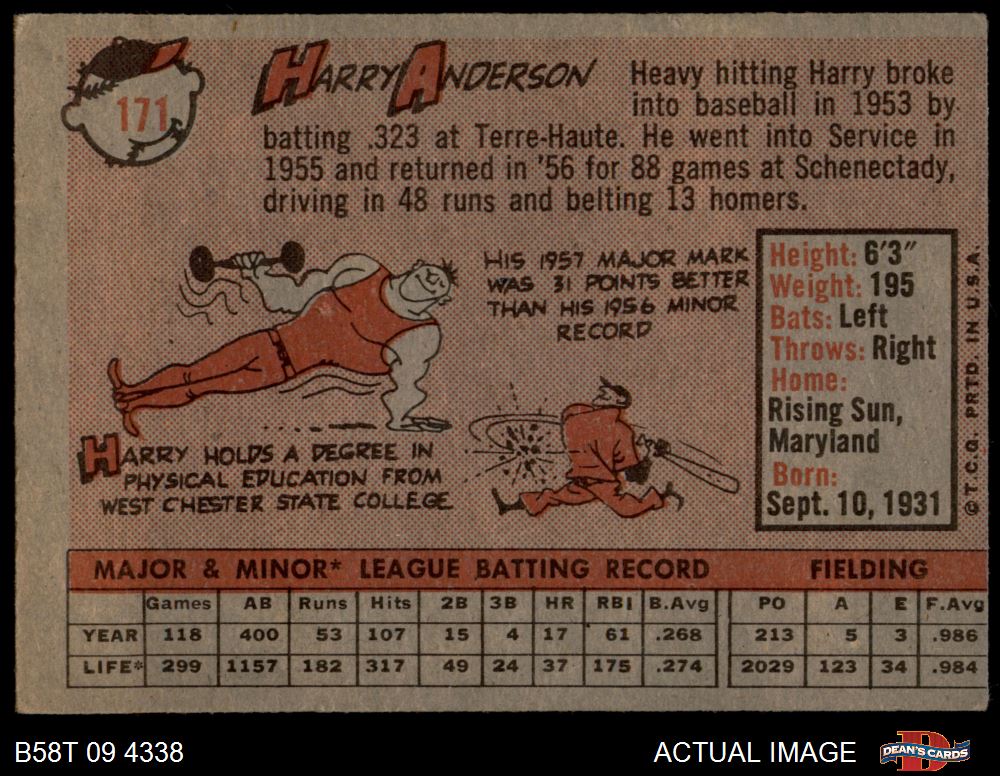 171
HARRY ANDERSON
Heavy hitting Harry broke
into baseball in 1953 by
batting .323 at Terre-Haute. He went into Service in
1955 and returned in '56 for 88 games at Schenectady,
driving in 48 runs and belting 13 homers.
HIS 1957 MAJOR MARK
WAS 31 POINTS BETTER
THAN HIS 1956 MINOR
RECORD
HARRY HOLDS A DEGREE IN
PHYSICAL EDUCATION FROM
WEST CHESTER STATE COLLEGE
Height: 6'3"
Weight: 195
Bats: Left
Throws: Right
Home:
Rising Sun,
Maryland
Born:
Sept. 10, 1931
© T.C.G. PRTD. IN U.S.A.
MAJOR & MINOR* LEAGUE BATTING RECORD FIELDING
Games AB Runs Hits 2B 3B HR RBI B.Avg PO A E F.Avg
YEAR 118 400 53 107 15 4 17 61 .268 213 5 3 .986
LIFE* 299 1157 182 317 49 24 37 175 .274 2029 123 34 .984
B58T 09 4338 ACTUAL IMAGE DEAN'S CARDS